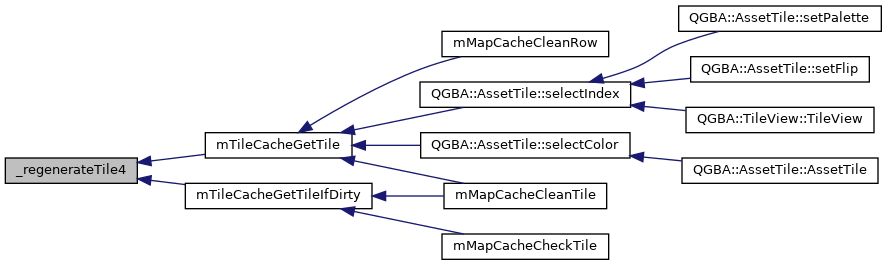 _regenerateTile4
mTileCacheGetTile
mTileCacheGetTileIfDirty
mMapCacheCleanRow
QGBA::AssetTile::selectIndex
QGBA::AssetTile::selectColor
mMapCacheCleanTile
mMapCacheCheckTile
QGBA::AssetTile::setPalette
QGBA::AssetTile::setFlip
QGBA::TileView::TileView
QGBA::AssetTile::AssetTile